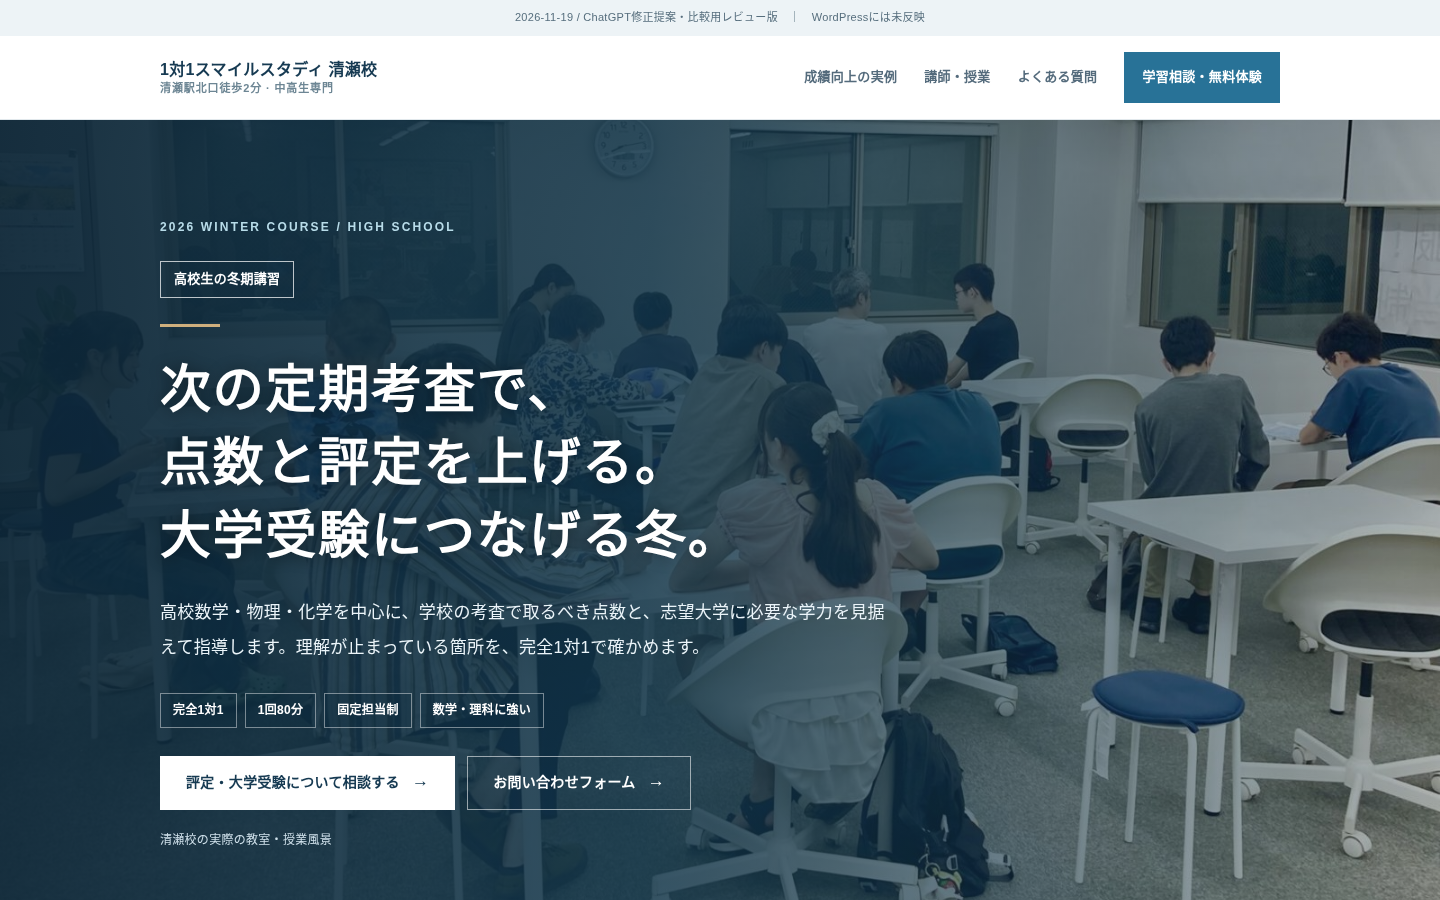 2026-11-19 / ChatGPT修正提案・比較用レビュー版 | WordPressには未反映
1対1スマイルスタディ 清瀬校
清瀬駅北口徒歩2分・中高生専門
成績向上の実例 講師・授業 よくある質問 学習相談・無料体験
2026 WINTER COURSE / HIGH SCHOOL
高校生の冬期講習
次の定期考査で、
点数と評定を上げる。
大学受験につなげる冬。
高校数学・物理・化学を中心に、学校の考査で取るべき点数と、志望大学に必要な学力を見据
えて指導します。理解が止まっている箇所を、完全1対1で確かめます。
完全1対1 1回80分 固定担当制 数学・理科に強い
評定・大学受験について相談する → お問い合わせフォーム →
清瀬校の実際の教室・授業風景